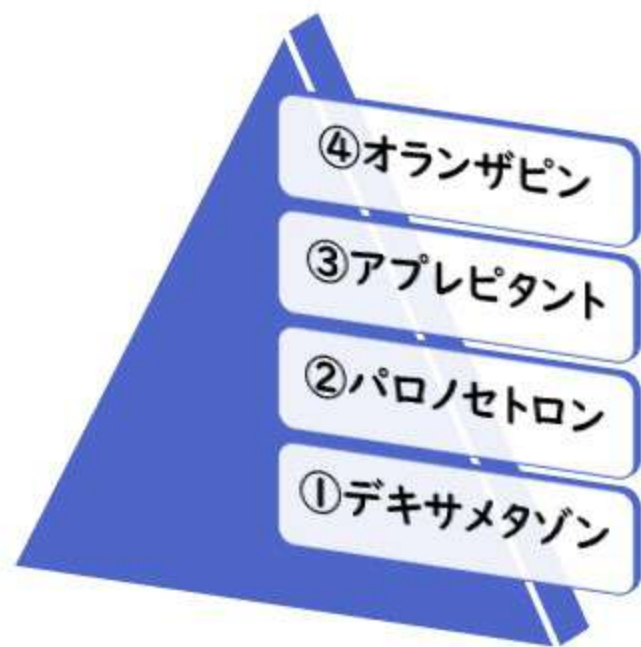 ④オランザピン
③アプレピタント
②パロノセトロン
①デキサメタゾン